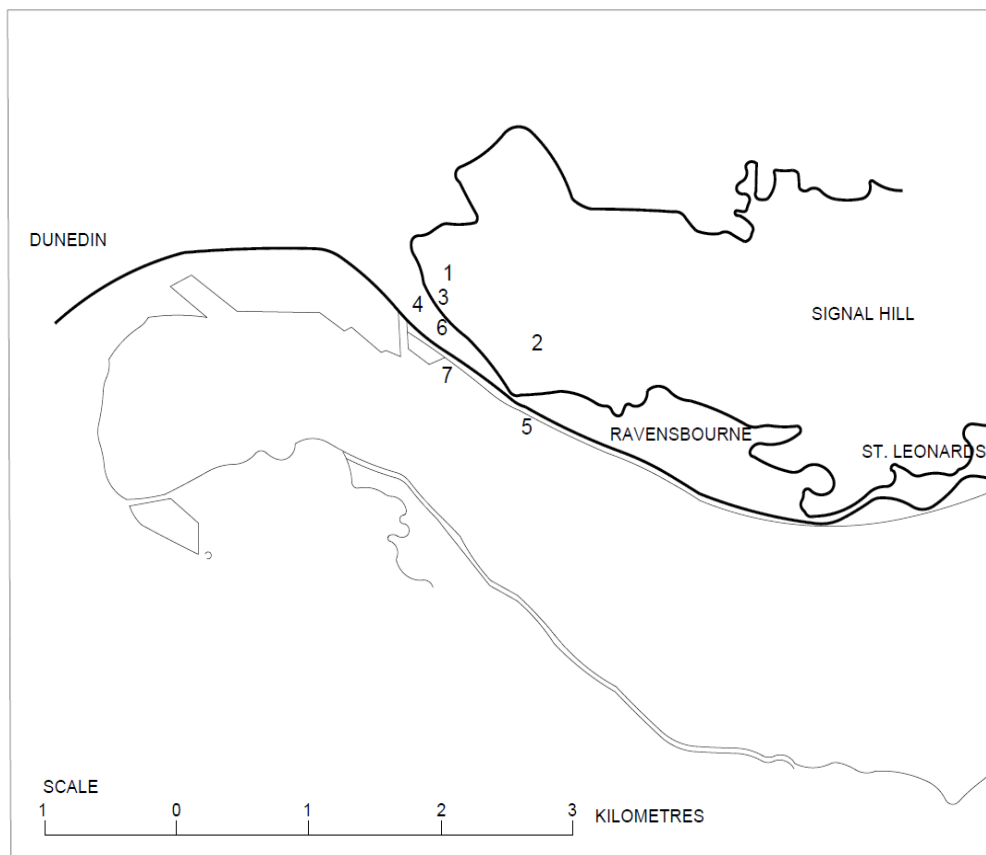 DUNEDIN
1
3
4
6
SIGNAL HILL
2
7
5
RAVENSBOURNE
ST. LEONARDS
SCALE
1 0 1 2 3
KILOMETRES